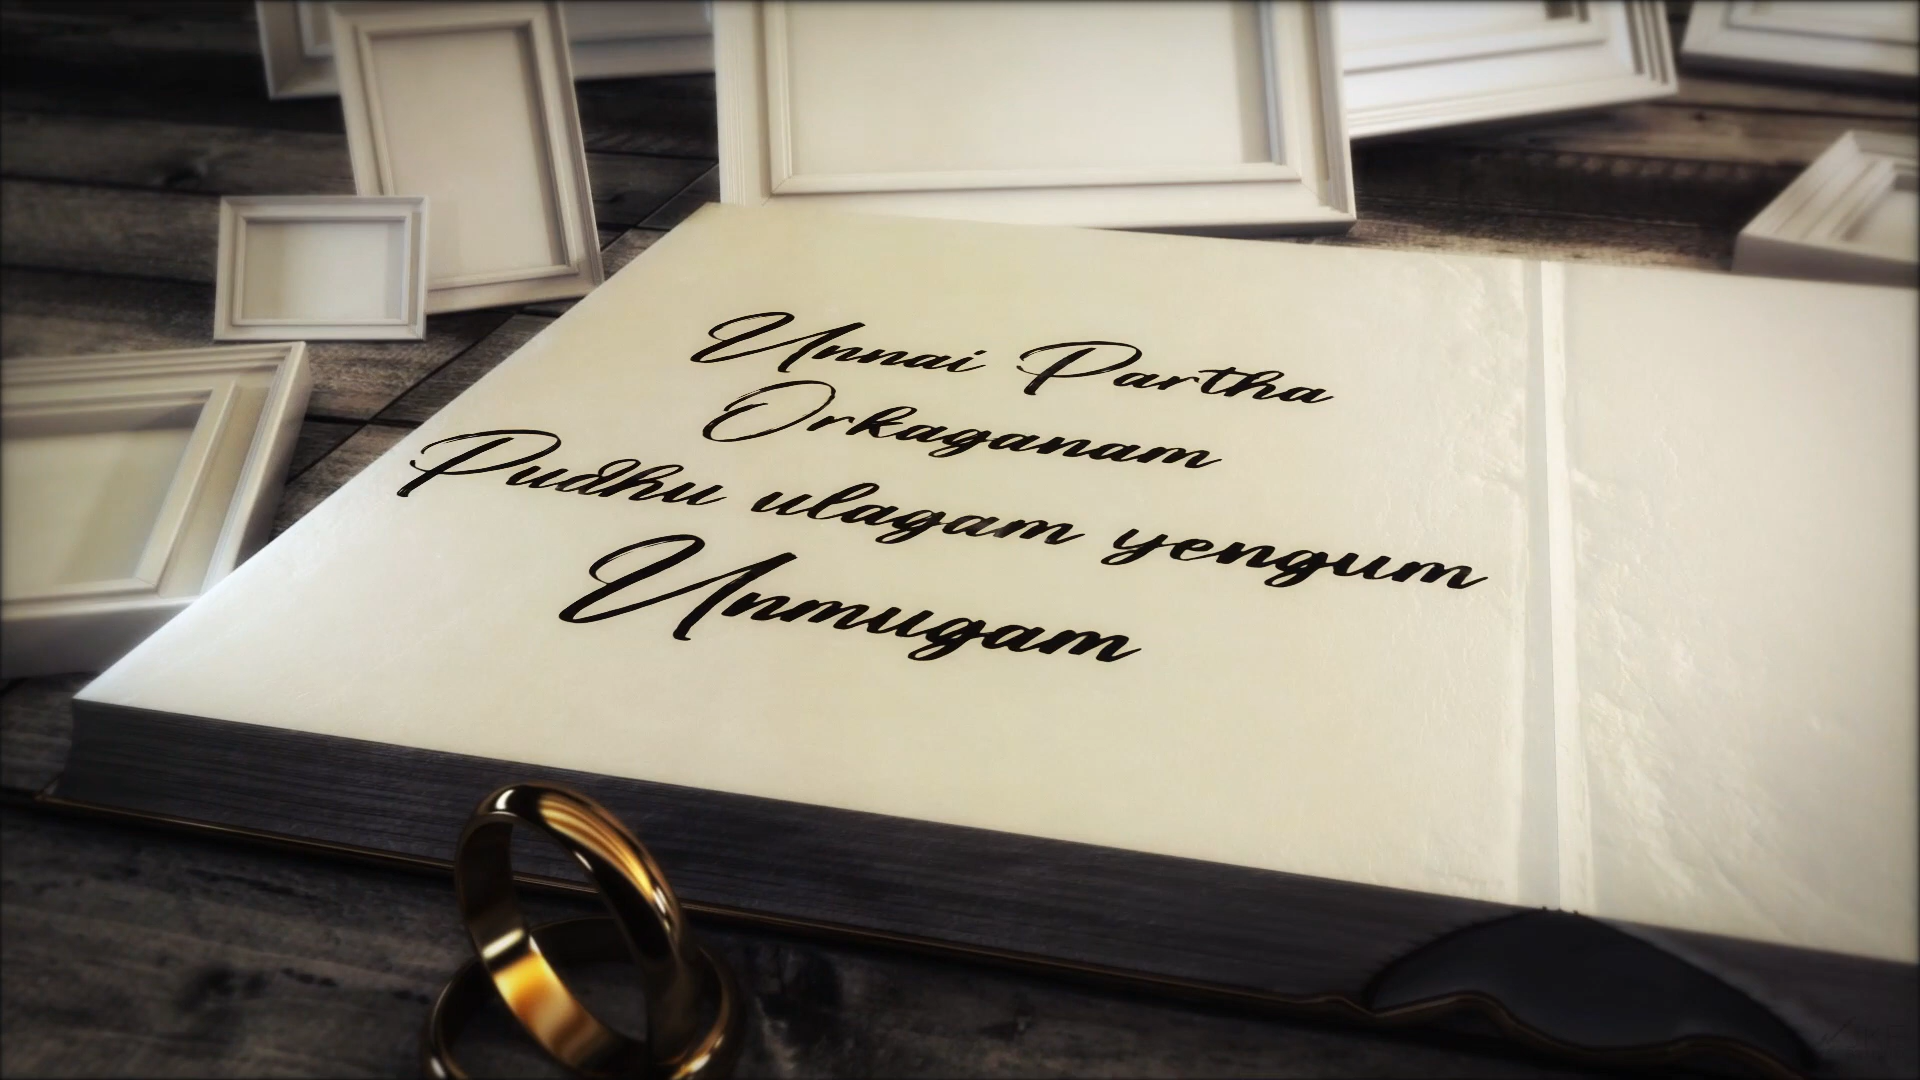 Unnai Partha
Orkaganam
Pudhu ulagam yengum
Unmugam